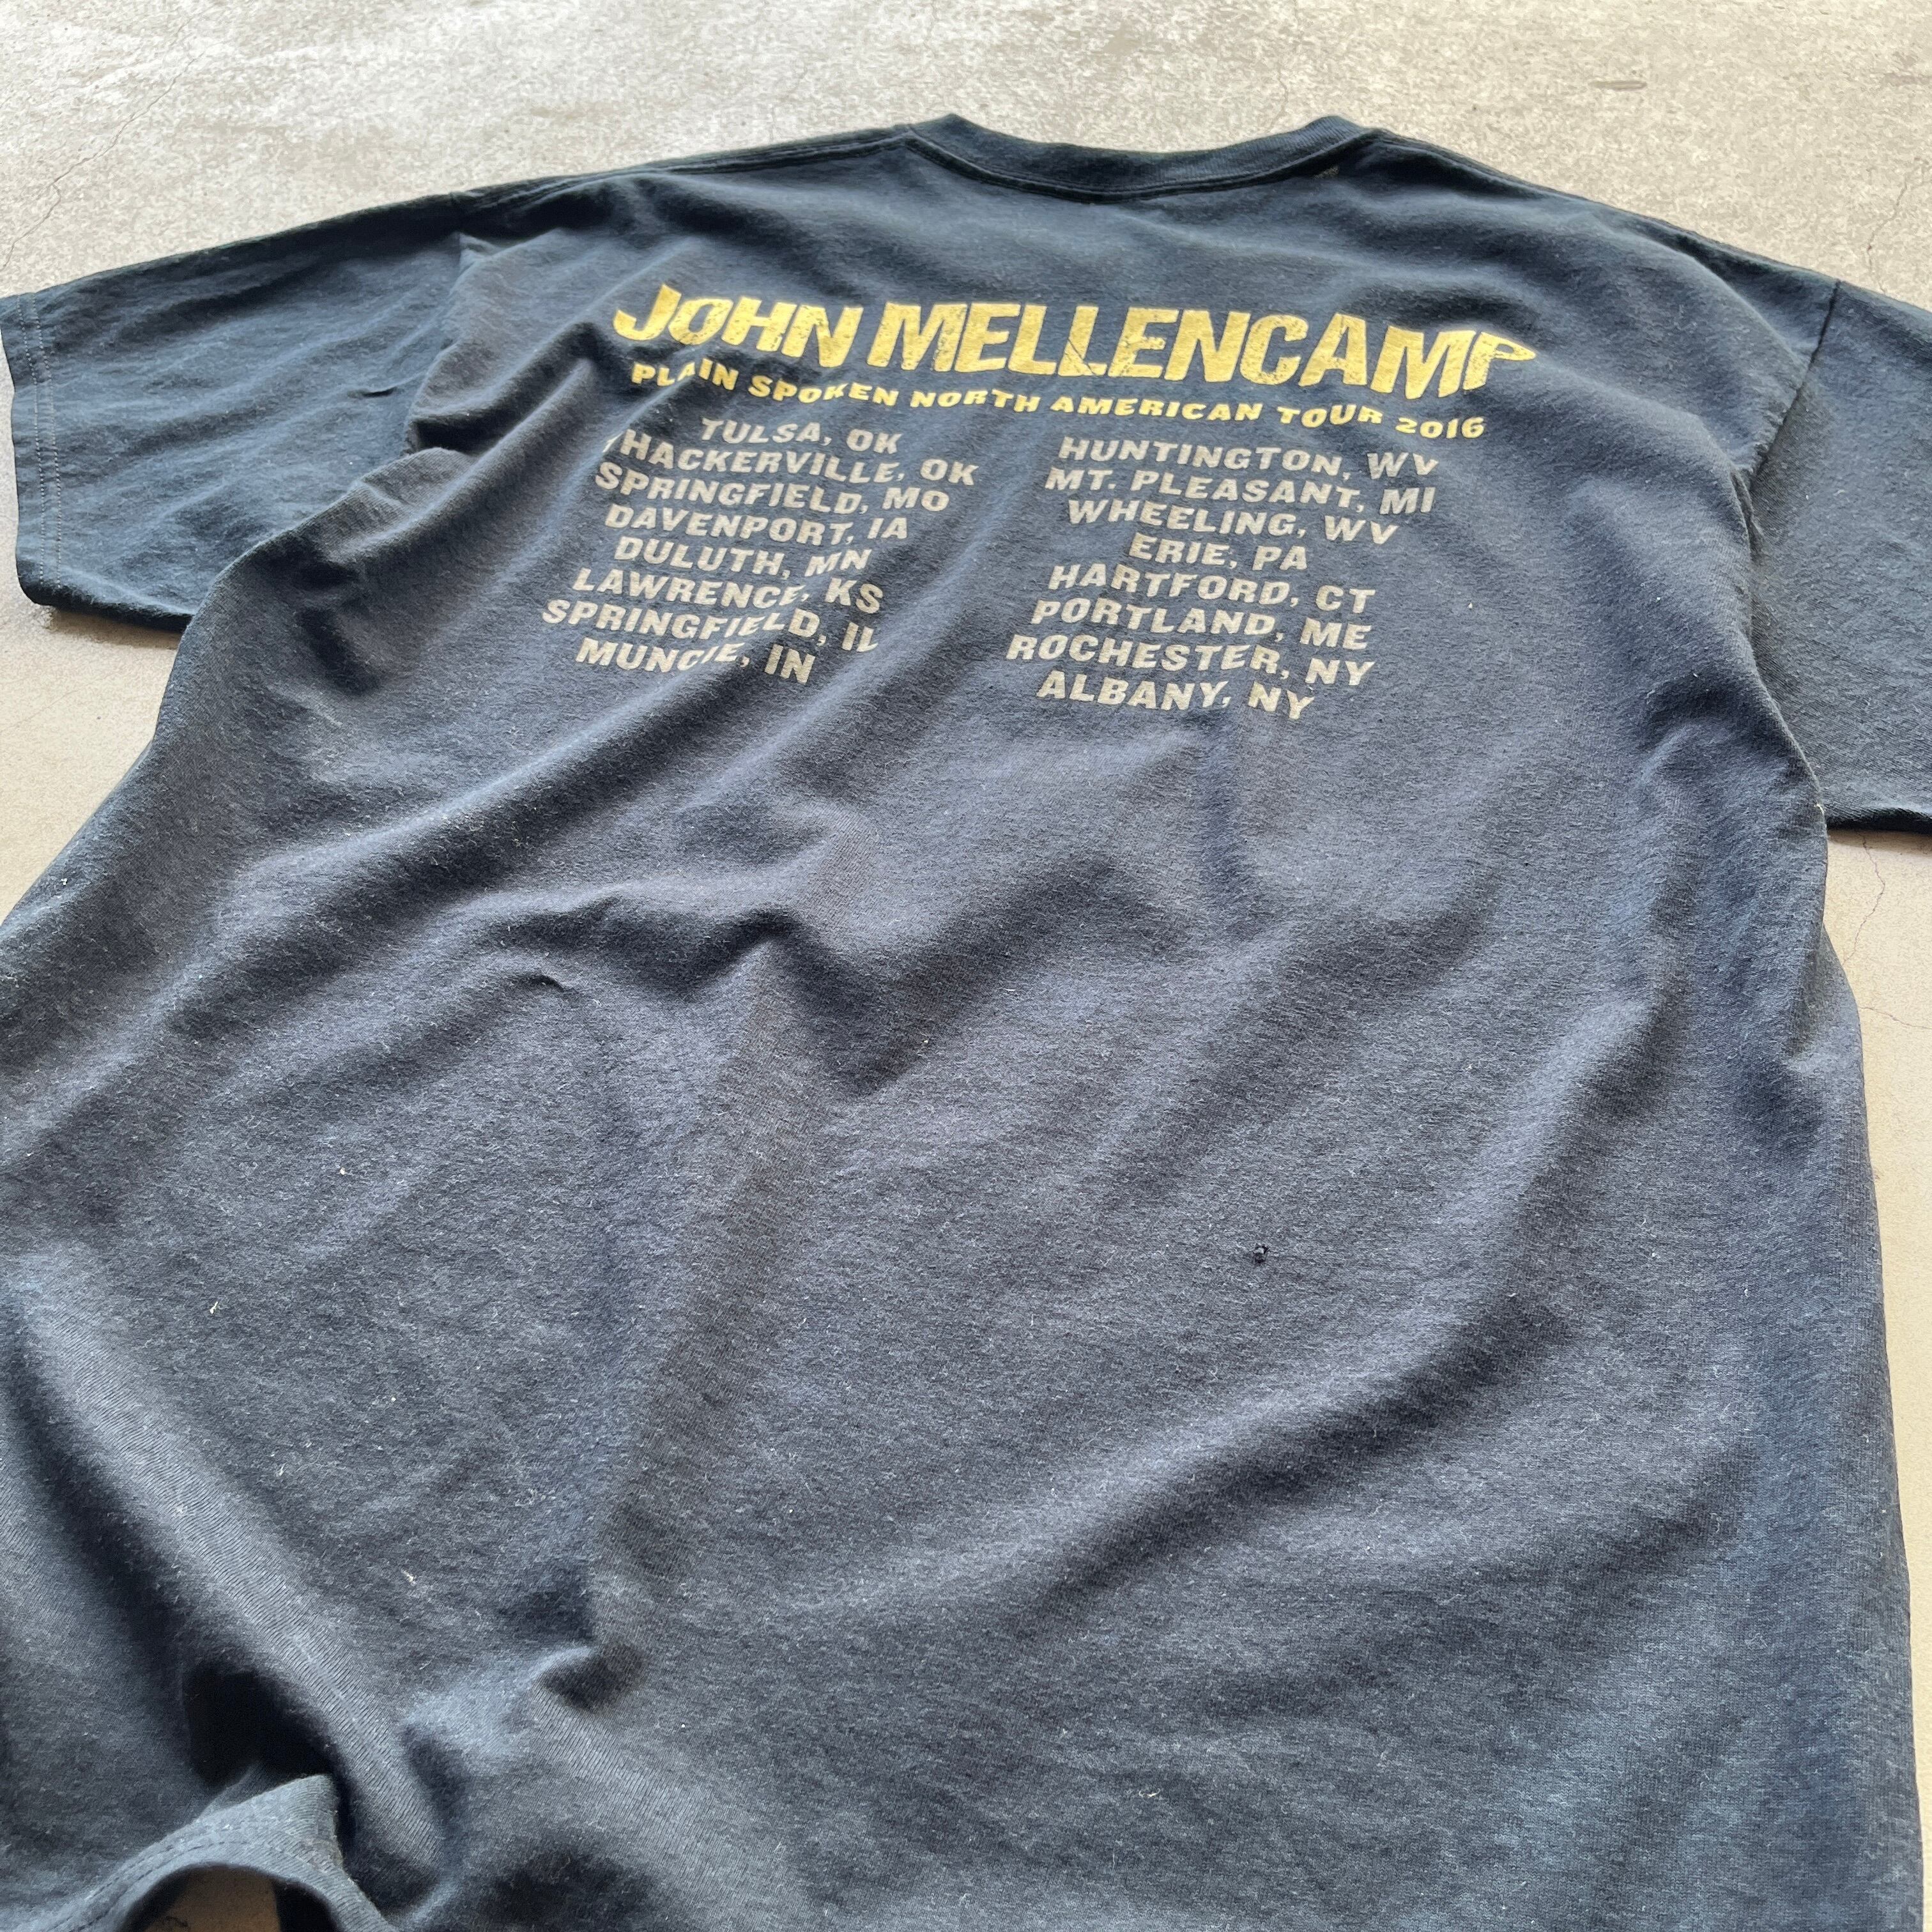 JOHN MELLENCAMP
PLAIN SPOKEN NORTH AMERICAN TOUR 2016
TULSA, OK
THACKERVILLE, OK
SPRINGFIELD, MO
DAVENPORT, IA
DULUTH, MN
LAWRENCE, KS
SPRINGFIELD, IL
MUNCIE, IN
HUNTINGTON, WV
MT. PLEASANT, MI
WHEELING, WV
ERIE, PA
HARTFORD, CT
PORTLAND, ME
ROCHESTER, NY
ALBANY, NY